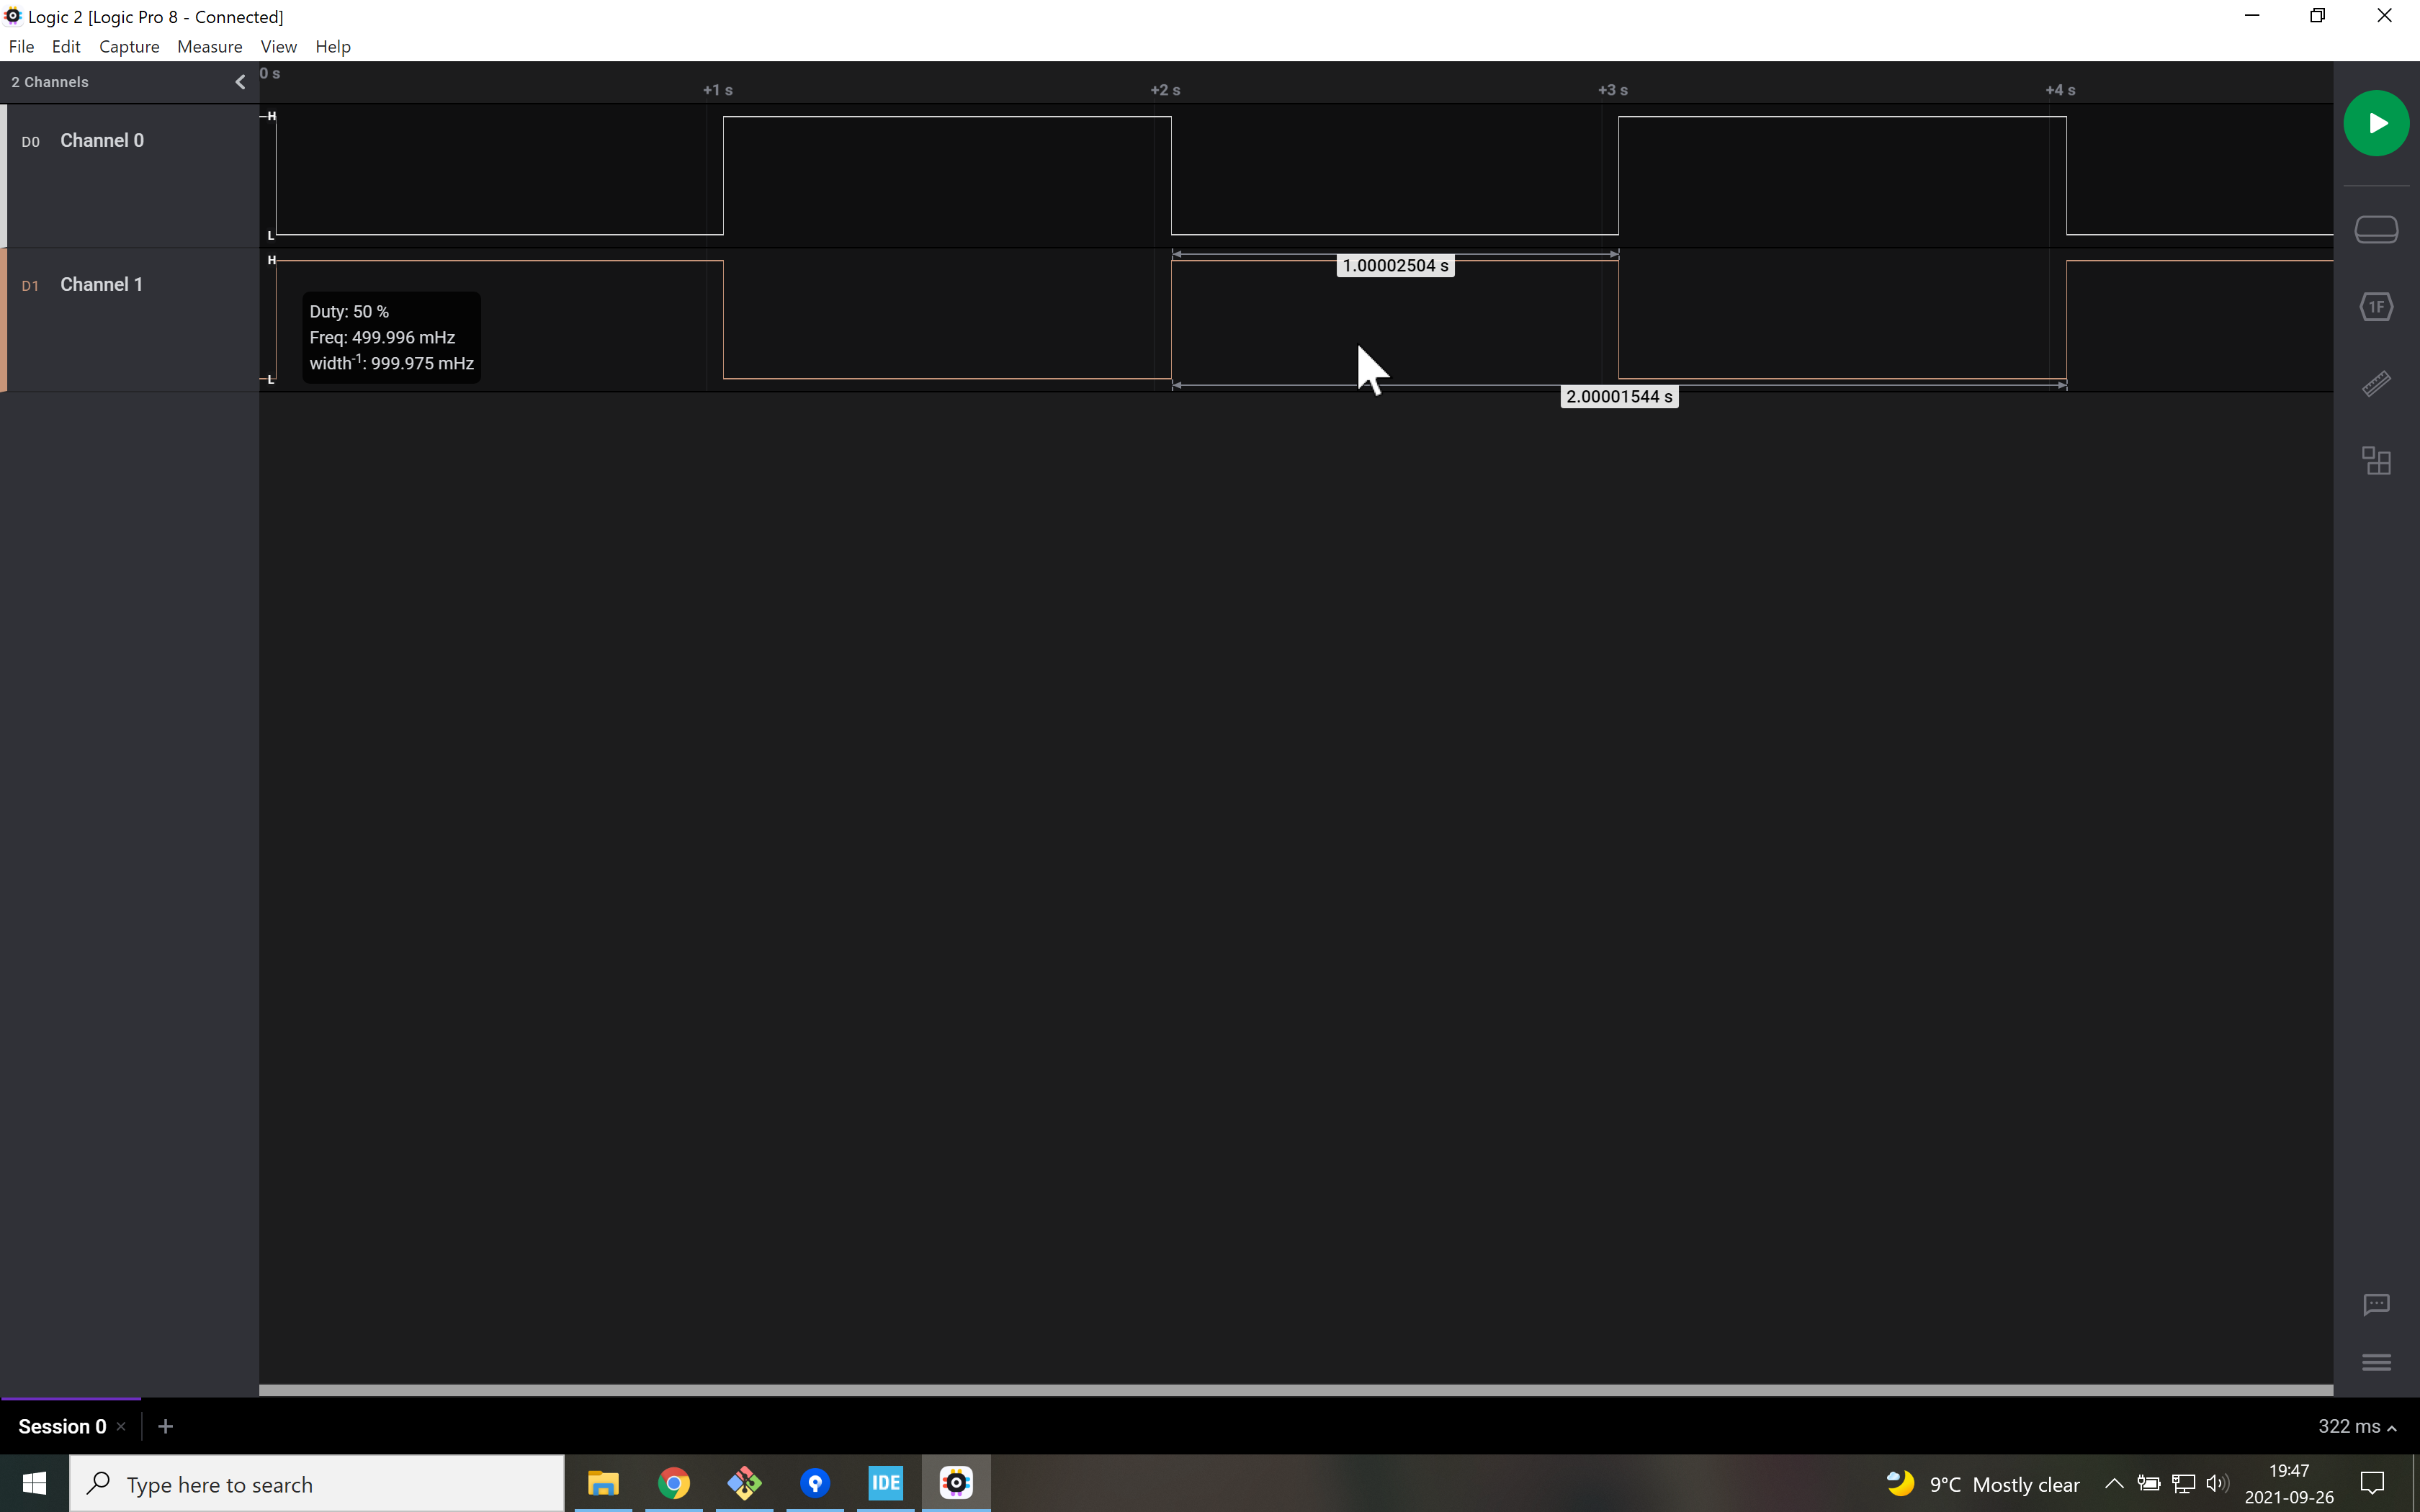 Logic 2 [Logic Pro 8 - Connected]
File Edit Capture Measure View Help
2 Channels
0 s
+1 s +2 s +3 s +4 s
D0 Channel 0
H
L
D1 Channel 1
H
L
1.00002504 s
Duty: 50 %
Freq: 499.996 mHz
width-1: 999.975 mHz
2.00001544 s
1F
Session 0
322 ms
Type here to search
IDE
9°C Mostly clear
19:47
2021-09-26